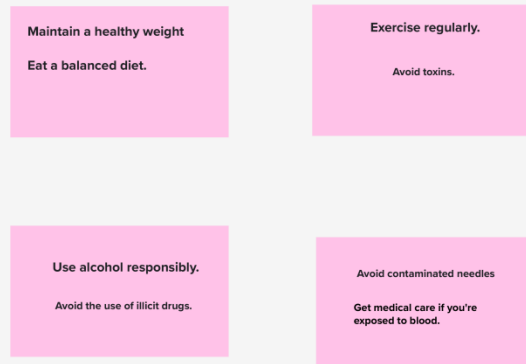 Maintain a healthy weight
Eat a balanced diet.
Exercise regularly.
Avoid toxins.
Use alcohol responsibly.
Avoid the use of illicit drugs.
Avoid contaminated needles
Get medical care if you're
exposed to blood.